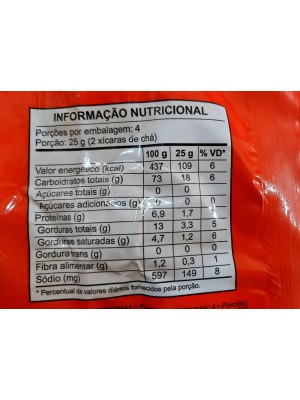 INFORMAÇÃO NUTRICIONAL
Porções por embalagem: 4
Porção: 25 g (2 xícaras de chá)
100 g 25 g % VD*
Valor energético (kcal) 437 109 6
Carboidratos totais (g) 73 18 6
Açúcares totais (g) 0 0
Açúcares adicionados (g) 0 0
Proteínas (g) 6,9 1,7
Gorduras totais (g) 13 3,3 5
Gorduras saturadas (g) 4,7 1,2 6
Gordura trans (g) 0 0
Fibra alimentar (g) 1,2 0,3 1
Sódio (mg) 597 149 8
* Percentual de valores diários fornecidos pela porção.